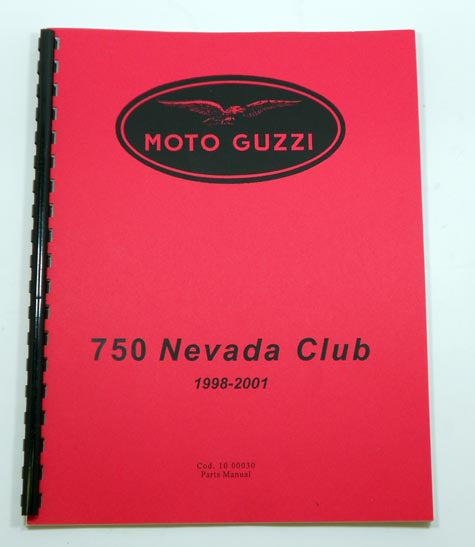 MOTO GUZZI
750 Nevada Club
1998-2001
Cod. 10 00030
Parts Manual